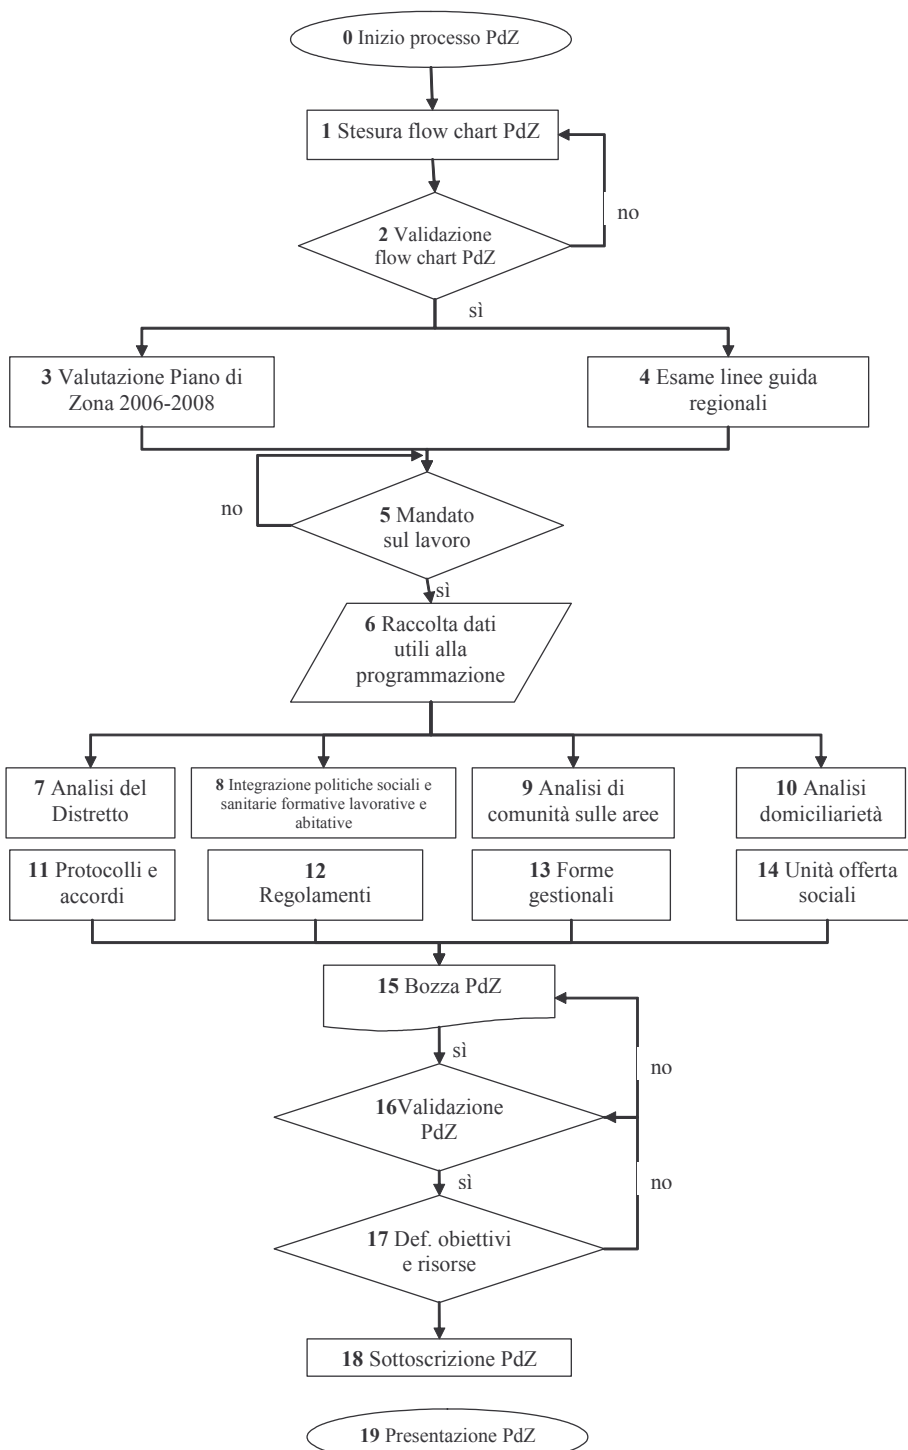 0 Inizio processo PdZ
1 Stesura flow chart PdZ
no
2 Validazione
flow chart PdZ
sì
3 Valutazione Piano di
Zona 2006-2008
4 Esame linee guida
regionali
no
5 Mandato
sul lavoro
sì
6 Raccolta dati
utili alla
programmazione
7 Analisi del
Distretto
8 Integrazione politiche sociali e
sanitarie formative lavorative e
abitative
9 Analisi di
comunità sulle aree
10 Analisi
domiciliarietà
11 Protocolli e
accordi
12
Regolamenti
13 Forme
gestionali
14 Unità offerta
sociali
15 Bozza PdZ
sì
no
16Validazione
PdZ
sì
no
17 Def. obiettivi
e risorse
18 Sottoscrizione PdZ
19 Presentazione PdZ